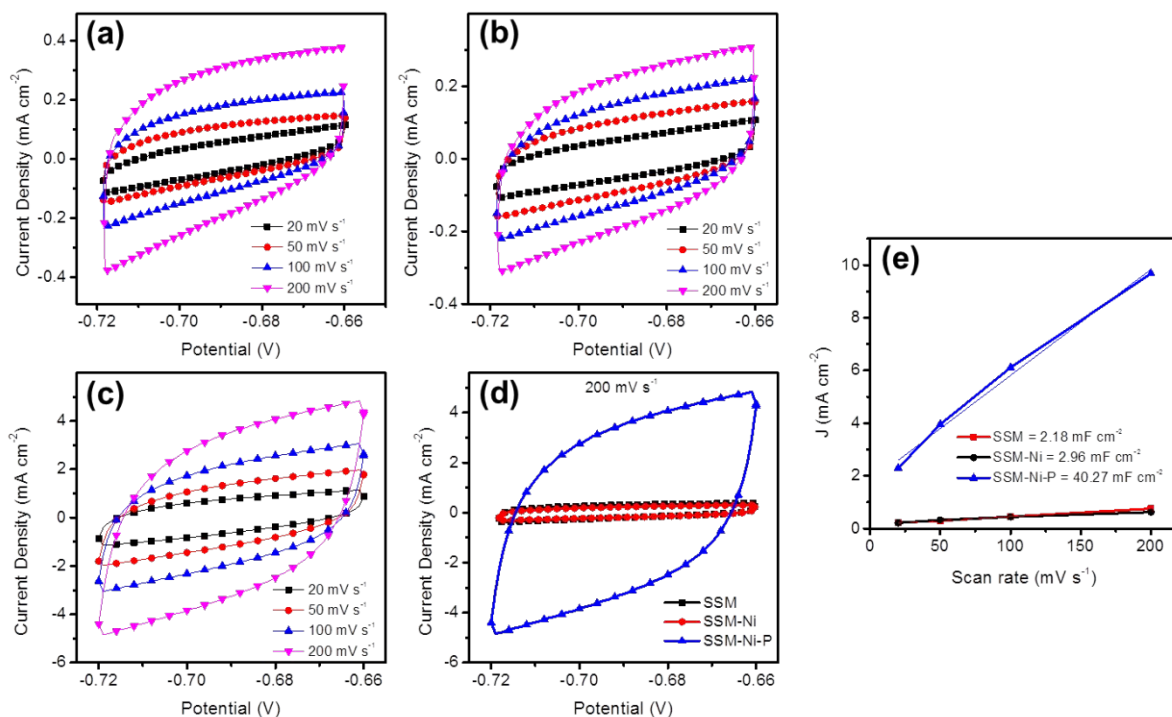 (a)
0.4
0.2
0.0
-0.2
-0.4
Current Density (mA cm⁻²)
20 mV s⁻¹
50 mV s⁻¹
100 mV s⁻¹
200 mV s⁻¹
-0.72 -0.70 -0.68 -0.66
Potential (V)
(b)
0.2
0.0
-0.2
-0.4
Current Density (mA cm⁻²)
20 mV s⁻¹
50 mV s⁻¹
100 mV s⁻¹
200 mV s⁻¹
-0.72 -0.70 -0.68 -0.66
Potential (V)
(c)
4
2
0
-2
-4
-6
Current Density (mA cm⁻²)
20 mV s⁻¹
50 mV s⁻¹
100 mV s⁻¹
200 mV s⁻¹
-0.72 -0.70 -0.68 -0.66
Potential (V)
(d)
200 mV s⁻¹
4
2
0
-2
-4
-6
Current Density (mA cm⁻²)
SSM
SSM-Ni
SSM-Ni-P
-0.72 -0.70 -0.68 -0.66
Potential (V)
(e)
10
8
6
4
2
0
J (mA cm⁻²)
SSM = 2.18 mF cm⁻²
SSM-Ni = 2.96 mF cm⁻²
SSM-Ni-P = 40.27 mF cm⁻²
0 50 100 150 200
Scan rate (mV s⁻¹)